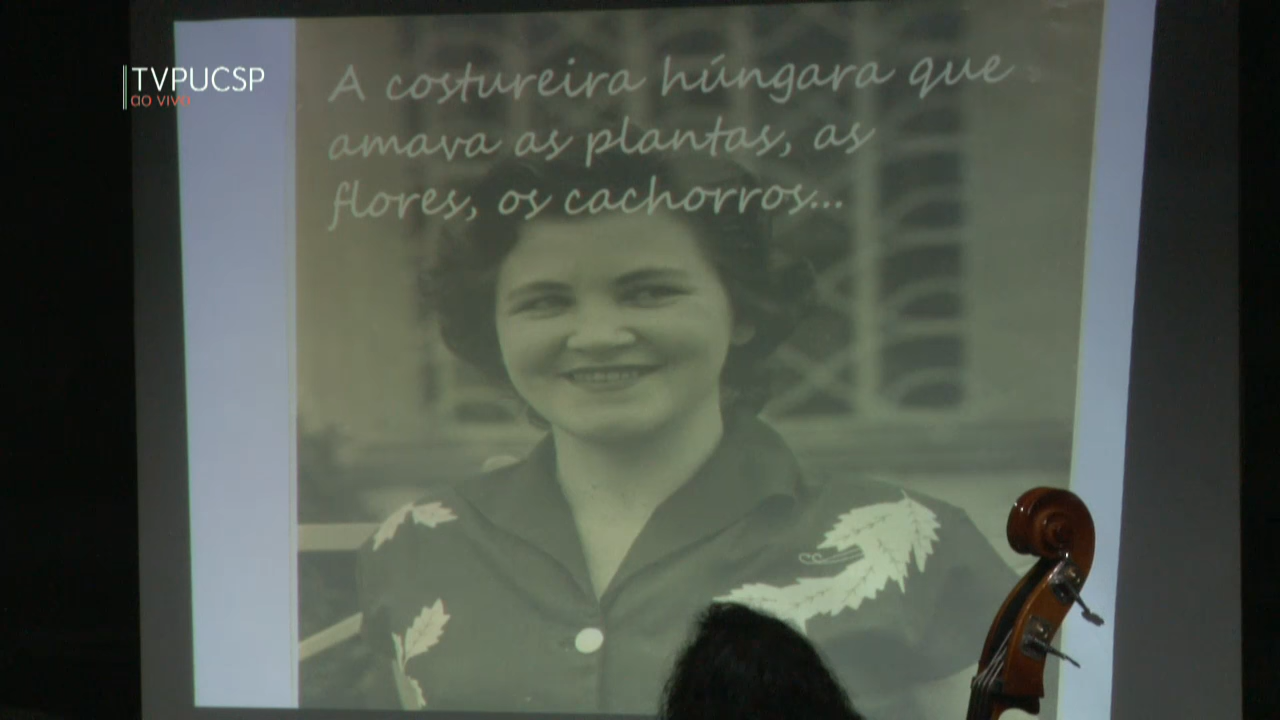 TVPUCSP
AO VIVO
A costureira húngara que
amava as plantas, as
flores, os cachorros...